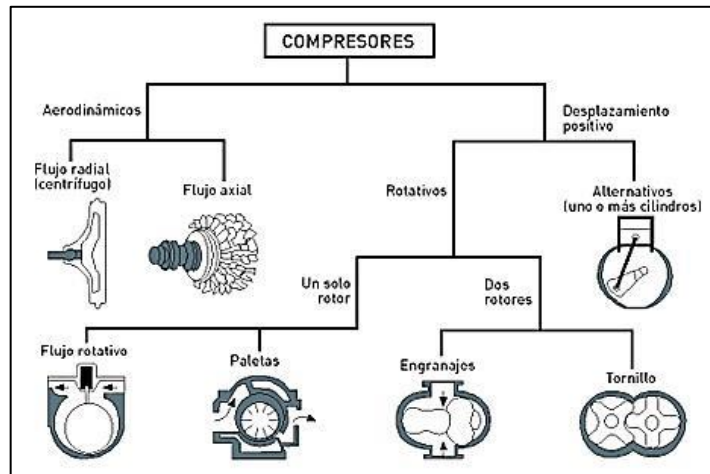 COMPRESORES
Aerodinámicos
Desplazamiento
positivo
Flujo radial
(centrífugo)
Flujo axial
Rotativos
Alternativos
(uno o más cilindros)
Un solo
rotor
Dos
rotores
Flujo rotativo
Paletas
Engranajes
Tornillo